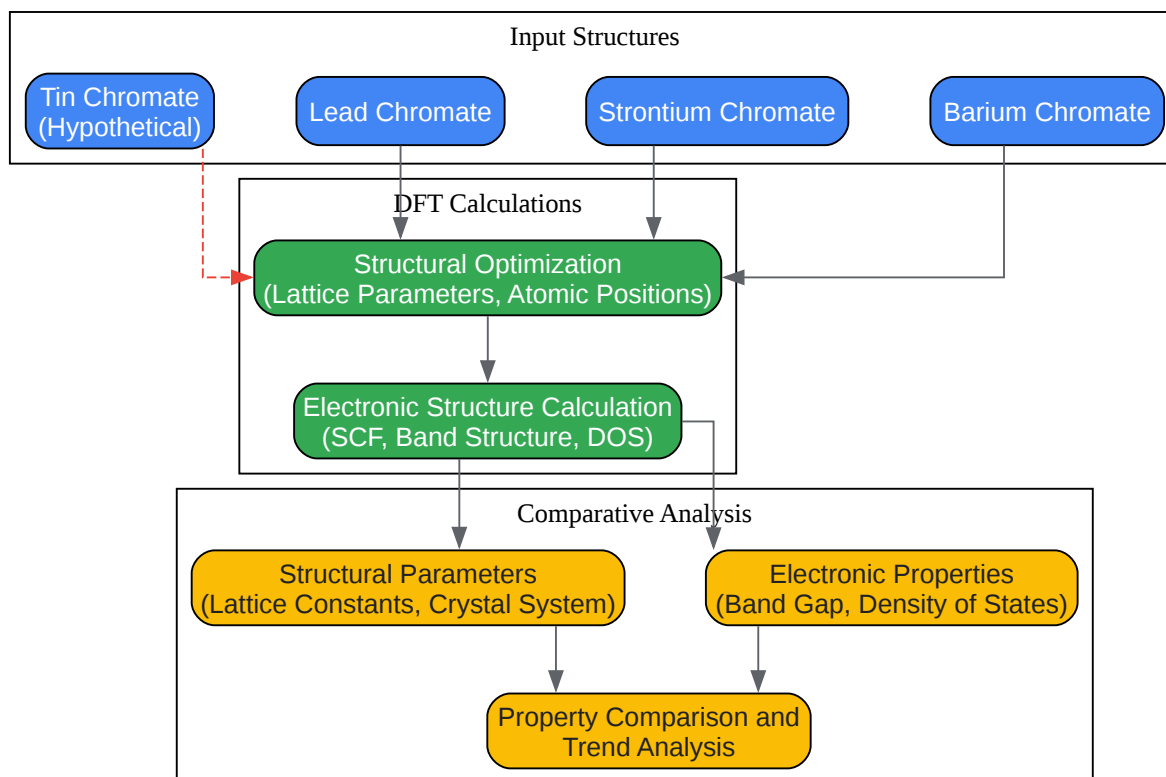 Input Structures
Tin Chromate
(Hypothetical)
Lead Chromate
Strontium Chromate
Barium Chromate
DFT Calculations
Structural Optimization
(Lattice Parameters, Atomic Positions)
Electronic Structure Calculation
(SCF, Band Structure, DOS)
Comparative Analysis
Structural Parameters
(Lattice Constants, Crystal System)
Electronic Properties
(Band Gap, Density of States)
Property Comparison and
Trend Analysis